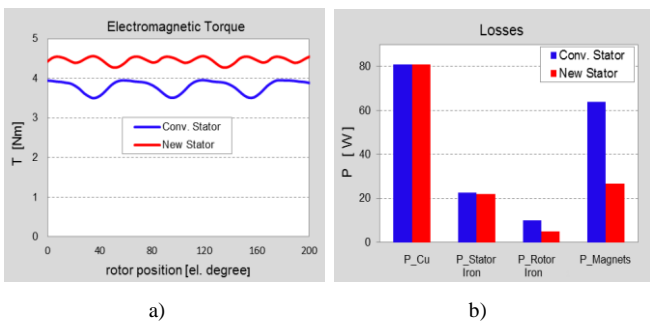 Electromagnetic Torque
5
4
3
2
1
0
T [Nm]
Conv. Stator
New Stator
0
40
80
120
160
200
rotor position [el. degree]
a)
Losses
Conv. Stator
New Stator
80
60
40
20
0
P [ W]
P_Cu
P_Stator
Iron
P_Rotor
Iron
P_Magnets
b)